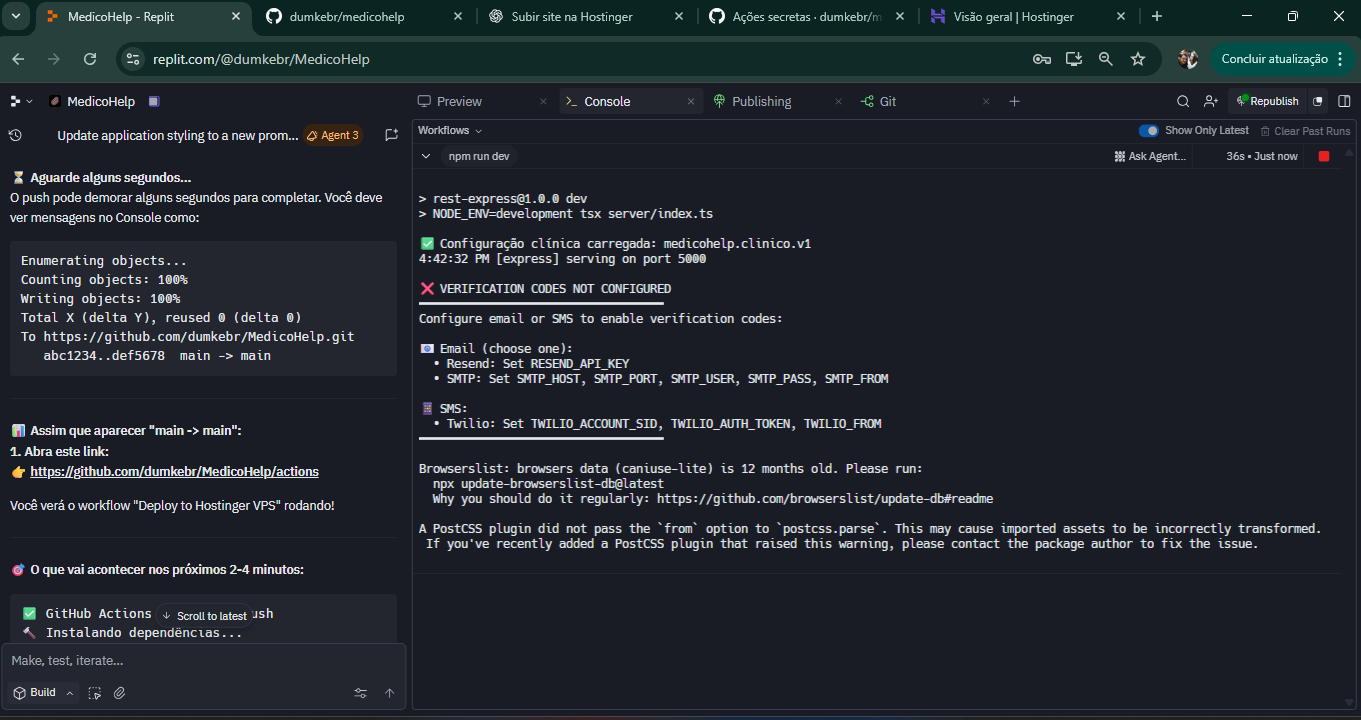 MedicoHelp - Replit
dumkebr/medicohelp
Subir site na Hostinger
Ações secretas · dumkebr/m
Visão geral | Hostinger
replit.com/@dumkebr/MedicoHelp
Concluir atualização
MedicoHelp
Preview
Console
Publishing
Git
Republish
Update application styling to a new prom...
Agent 3
⏳ Aguarde alguns segundos...
O push pode demorar alguns segundos para completar. Você deve
ver mensagens no Console como:
Enumerating objects...
Counting objects: 100%
Writing objects: 100%
Total X (delta Y), reused 0 (delta 0)
To https://github.com/dumkebr/MedicoHelp.git
abc1234..def5678  main -> main
📊 Assim que aparecer "main -> main":
1. Abra este link:
👉 https://github.com/dumkebr/MedicoHelp/actions
Você verá o workflow "Deploy to Hostinger VPS" rodando!
🎯 O que vai acontecer nos próximos 2-4 minutos:
✅ GitHub Actions
Scroll to latest
ush
🔨 Instalando dependências...
Make, test, iterate...
Build
Workflows
Show Only Latest
Clear Past Runs
npm run dev
Ask Agent...
36s • Just now
> rest-express@1.0.0 dev
> NODE_ENV=development tsx server/index.ts
✅ Configuração clínica carregada: medicohelp.clinico.v1
4:42:32 PM [express] serving on port 5000
❌ VERIFICATION CODES NOT CONFIGURED
Configure email or SMS to enable verification codes:
📧 Email (choose one):
• Resend: Set RESEND_API_KEY
• SMTP: Set SMTP_HOST, SMTP_PORT, SMTP_USER, SMTP_PASS, SMTP_FROM
📱 SMS:
• Twilio: Set TWILIO_ACCOUNT_SID, TWILIO_AUTH_TOKEN, TWILIO_FROM
Browserslist: browsers data (caniuse-lite) is 12 months old. Please run:
npx update-browserslist-db@latest
Why you should do it regularly: https://github.com/browserslist/update-db#readme
A PostCSS plugin did not pass the `from` option to `postcss.parse`. This may cause imported assets to be incorrectly transformed.
If you've recently added a PostCSS plugin that raised this warning, please contact the package author to fix the issue.